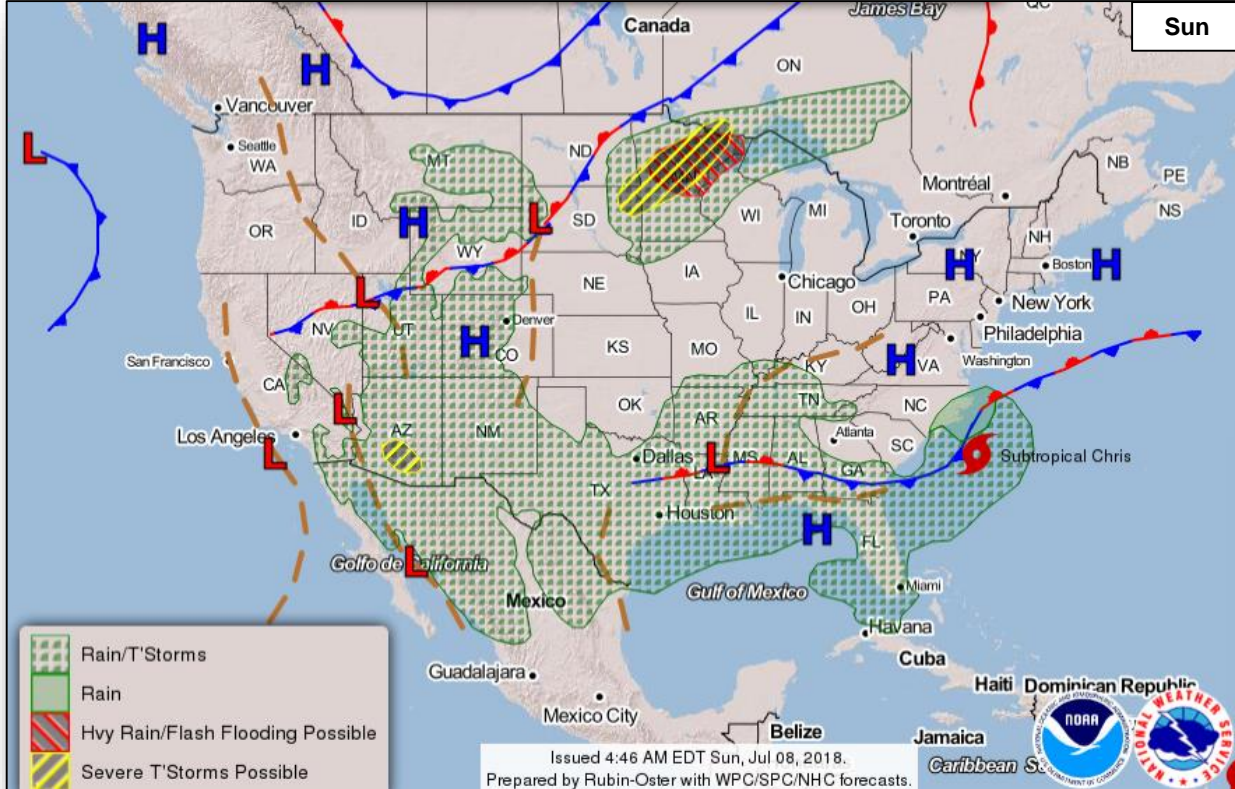 Sun
James Bay
QC
Canada
H
H
ON
Vancouver
Seattle
WA
L
MT
ND
NB
PE
NS
Montréal
OR
ID
H
L
SD
WI
MI
Toronto
NH
WY
H
NY
Boston
H
IA
Chicago
NE
L
PA
New York
NV
UT
Denver
H
CO
IL
IN
OH
Philadelphia
San Francisco
KS
MO
KY
H
VA
Washington
CA
OK
TN
NC
L
AR
Los Angeles
AZ
NM
Atlanta
SC
L
Dallas
L
MS
AL
GA
Subtropical Chris
LA
TX
Houston
H
FL
Golfo de California
L
Gulf of Mexico
Miami
Mexico
Havana
Cuba
Rain/T'Storms
Rain
Hvy Rain/Flash Flooding Possible
Severe T'Storms Possible
Guadalajara
Mexico City
Haiti
Dominican Republic
Belize
Jamaica
Caribbean
Issued 4:46 AM EDT Sun, Jul 08, 2018.
Prepared by Rubin-Oster with WPC/SPC/NHC forecasts.
NOAA
NATIONAL WEATHER SERVICE